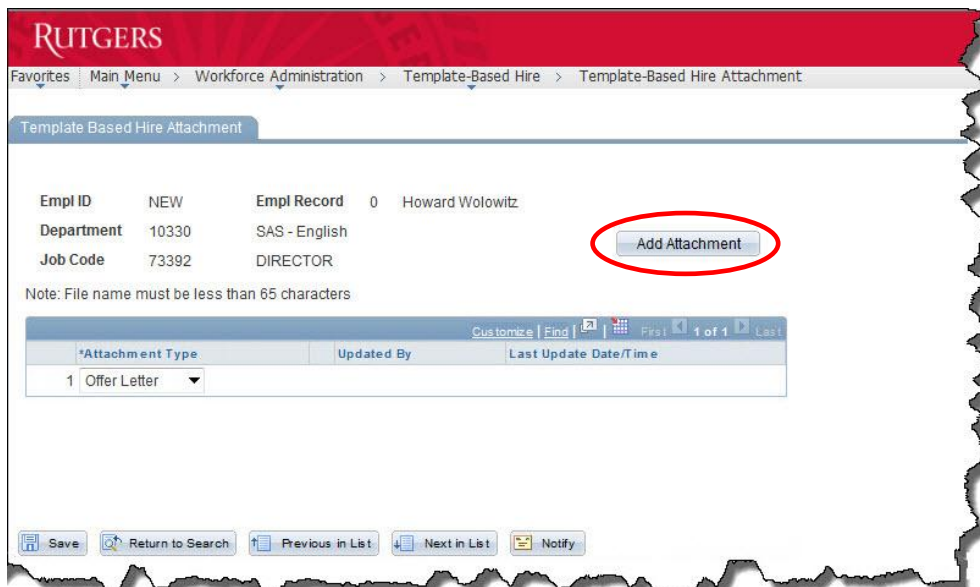 RUTGERS
Favorites Main Menu > Workforce Administration > Template-Based Hire > Template-Based Hire Attachment
Template Based Hire Attachment
Empl ID NEW Empl Record 0 Howard Wolowitz
Department 10330 SAS - English
Add Attachment
Job Code 73392 DIRECTOR
Note: File name must be less than 65 characters
Customize | Find | | First 1 of 1 Last
*Attachment Type Updated By Last Update Date/Time
1 Offer Letter
Save Return to Search Previous in List Next in List Notify